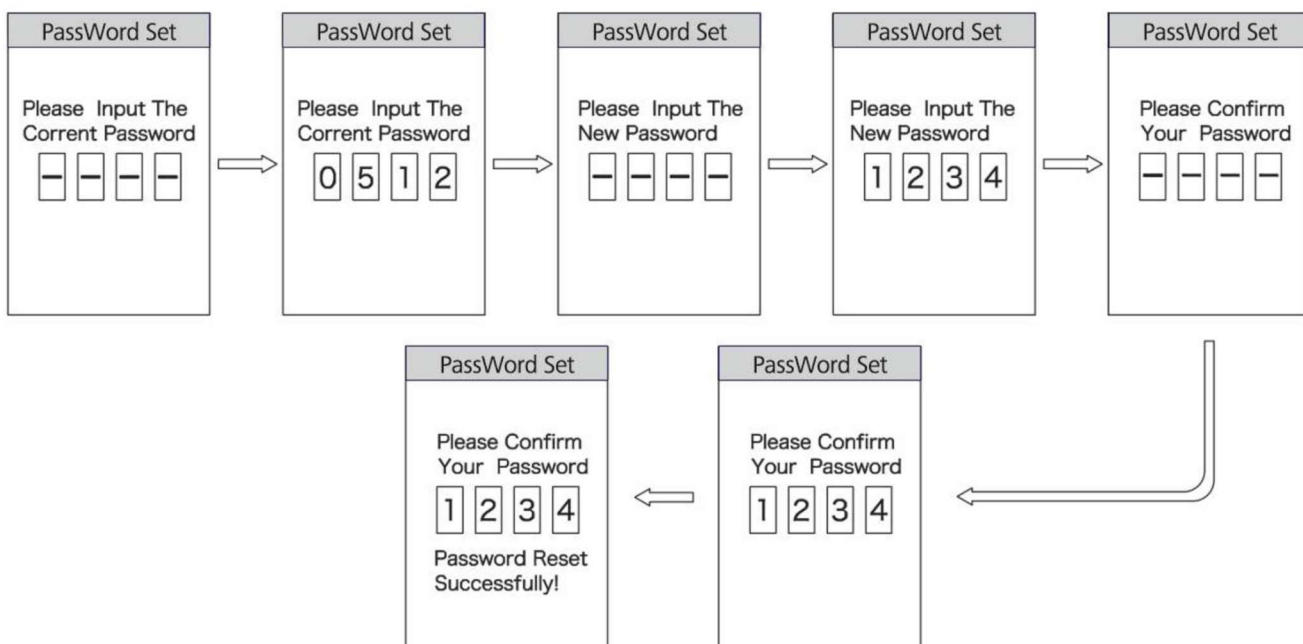 PassWord Set
Please Input The
Corrent Password
– – – –
PassWord Set
Please Input The
Corrent Password
0 5 1 2
PassWord Set
Please Input The
New Password
– – – –
PassWord Set
Please Input The
New Password
1 2 3 4
PassWord Set
Please Confirm
Your Password
– – – –
PassWord Set
Please Confirm
Your Password
1 2 3 4
PassWord Set
Please Confirm
Your Password
1 2 3 4
Password Reset
Successfully!